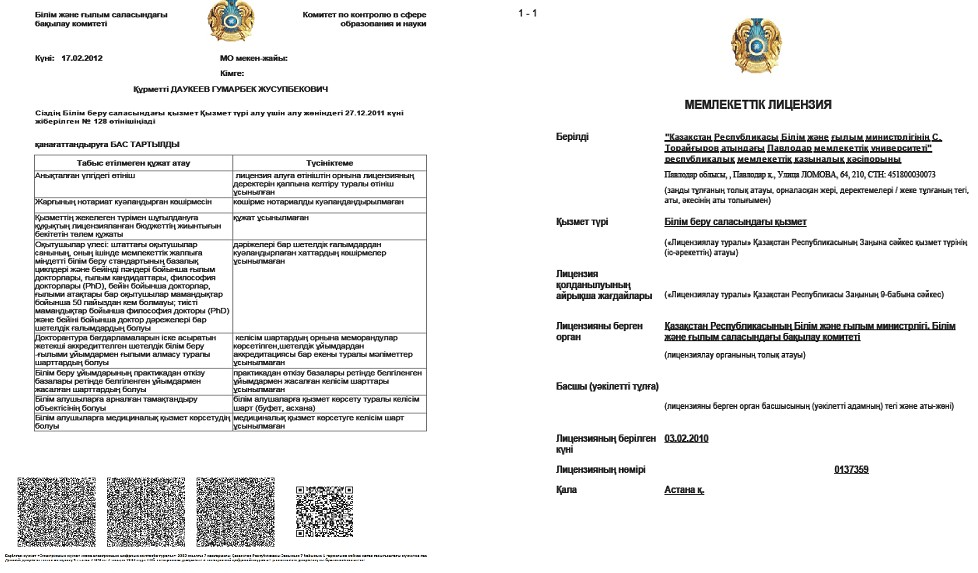 Білім және ғылым саласындағы
бақылау комитеті
Комитет по контролю в сфере
образования и науки
Күні: 17.02.2012
МО мекен-жайы:
Кімге:
Құрметті ДАУКЕЕВ ГУМАРБЕК ЖУСУПБЕКОВИЧ
Сіздің Білім беру саласындағы қызмет Қызмет түрі алу үшін алу жөніндегі 27.12.2011 күні
жіберілген № 128 өтінішіңізді
қанағаттандыруға БАС ТАРТЫЛДЫ
Табыс етілмеген құжат атау
Түсініктеме
Анықталған үлгідегі өтініш
лицензия алуға өтініштін орнына лицензияның
деректерін қалпына келтіру туралы өтініш
ұсынылған
Жарғының нотариат куәландырған көшірмесін
көшірме нотариалды куәландандырылмаған
Қызметтің жекелеген түрімен шұғылдануға
құқықтың лицензияланған бюджеттің жиынтығын
бекітетін төлем құжаты
құжат ұсынылмаған
Оқытушылар үлесі: штаттағы оқытушылар
санының, оның ішінде мемлекеттік жалпыға
міндетті білім беру стандартының базалық
циклдері және бейінді пәндері бойынша ғылым
докторлары, ғылым кандидаттары, философия
докторлары (PhD), бейін бойынша докторлар,
ғылыми атақтары бар оқытушылар мамандықтар
бойынша 50 пайыздан кем болмауы; тиісті
мамандықтар бойынша философия докторы (PhD)
және бейіні бойынша доктор дәрежелері бар
шетелдік ғалымдардың болуы
дәріжелері бар шетелдік ғалымдардан
куәландырлаған хаттардың көшірмелер
ұсынылмаған
Докторантура бағдарламаларын іске асыратын
жетекші аккредиттелген шетелдік білім беру
-ғылыми ұйымдармен ғылыми алмасу туралы
шарттардың болуы
келісім шартардың орнына меморандулар
көрсетілген,шетелдік ұйымдардан
аккредитациясы бар екены туралы мәліметтер
ұсынылмаған
Білім беру ұйымының практикадан өткізу
базалары ретінде белгіленген ұйымдармен
жасалған шарттардың болуы
практикадан өткізу базалары ретінде белгіленген
ұйымдармен жасалған келісім шарттары
ұсынылмаған
Білім алушыларға арналған тамақтандыру
объектісінің болуы
білім алушаларға қызмет көрсету туралы келісім
шарт (буфет, асхана)
Білім алушыларға медициналық қызмет көрсетудің
болуы
медициналық қызмет көрсетуге келісім шарт
ұсынылмаған
1 - 1
МЕМЛЕКЕТТІК ЛИЦЕНЗИЯ
Берілді
"Қазақстан Республикасы Білім және ғылым министолігінің С.
Торайғыров атындағы Павлодар мемлекеттік университеті"
республикалық мемлекеттік қазыналық кәсіпорыны
Павлодар облысы, , Павлодар қ., Улица ЛОМОВА, 64, 210, СТН: 451800030073
(заңды тұлғаның толық атауы, орналасқан жері, деректемелері / жеке тұлғаның тегі,
аты, әкесінің аты толығымен)
Қызмет түрі
Білім беру саласындағы қызмет
(«Лицензиялау туралы» Қазақстан Республикасының Заңына сәйкес қызмет түрінің
(іс-әрекеттің) атауы)
Лицензия
қолданылуының
айрықша жағдайлары
(«Лицензиялау туралы» Қазақстан Республикасы Заңының 9-бабына сәйкес)
Лицензияны берген
орган
Қазақстан Республикасының Білім және ғылым министрлігі. Білім
және ғылым саласындағы бақылау комитеті
(лицензиялау органының толық атауы)
Басшы (уәкілетті тұлға)
(лицензияны берген орган басшысының (уәкілетті адамның) тегі және аты-жөні)
Лицензияның берілген
күні
03.02.2010
Лицензияның нөмірі
0137359
Қала
Астана қ.